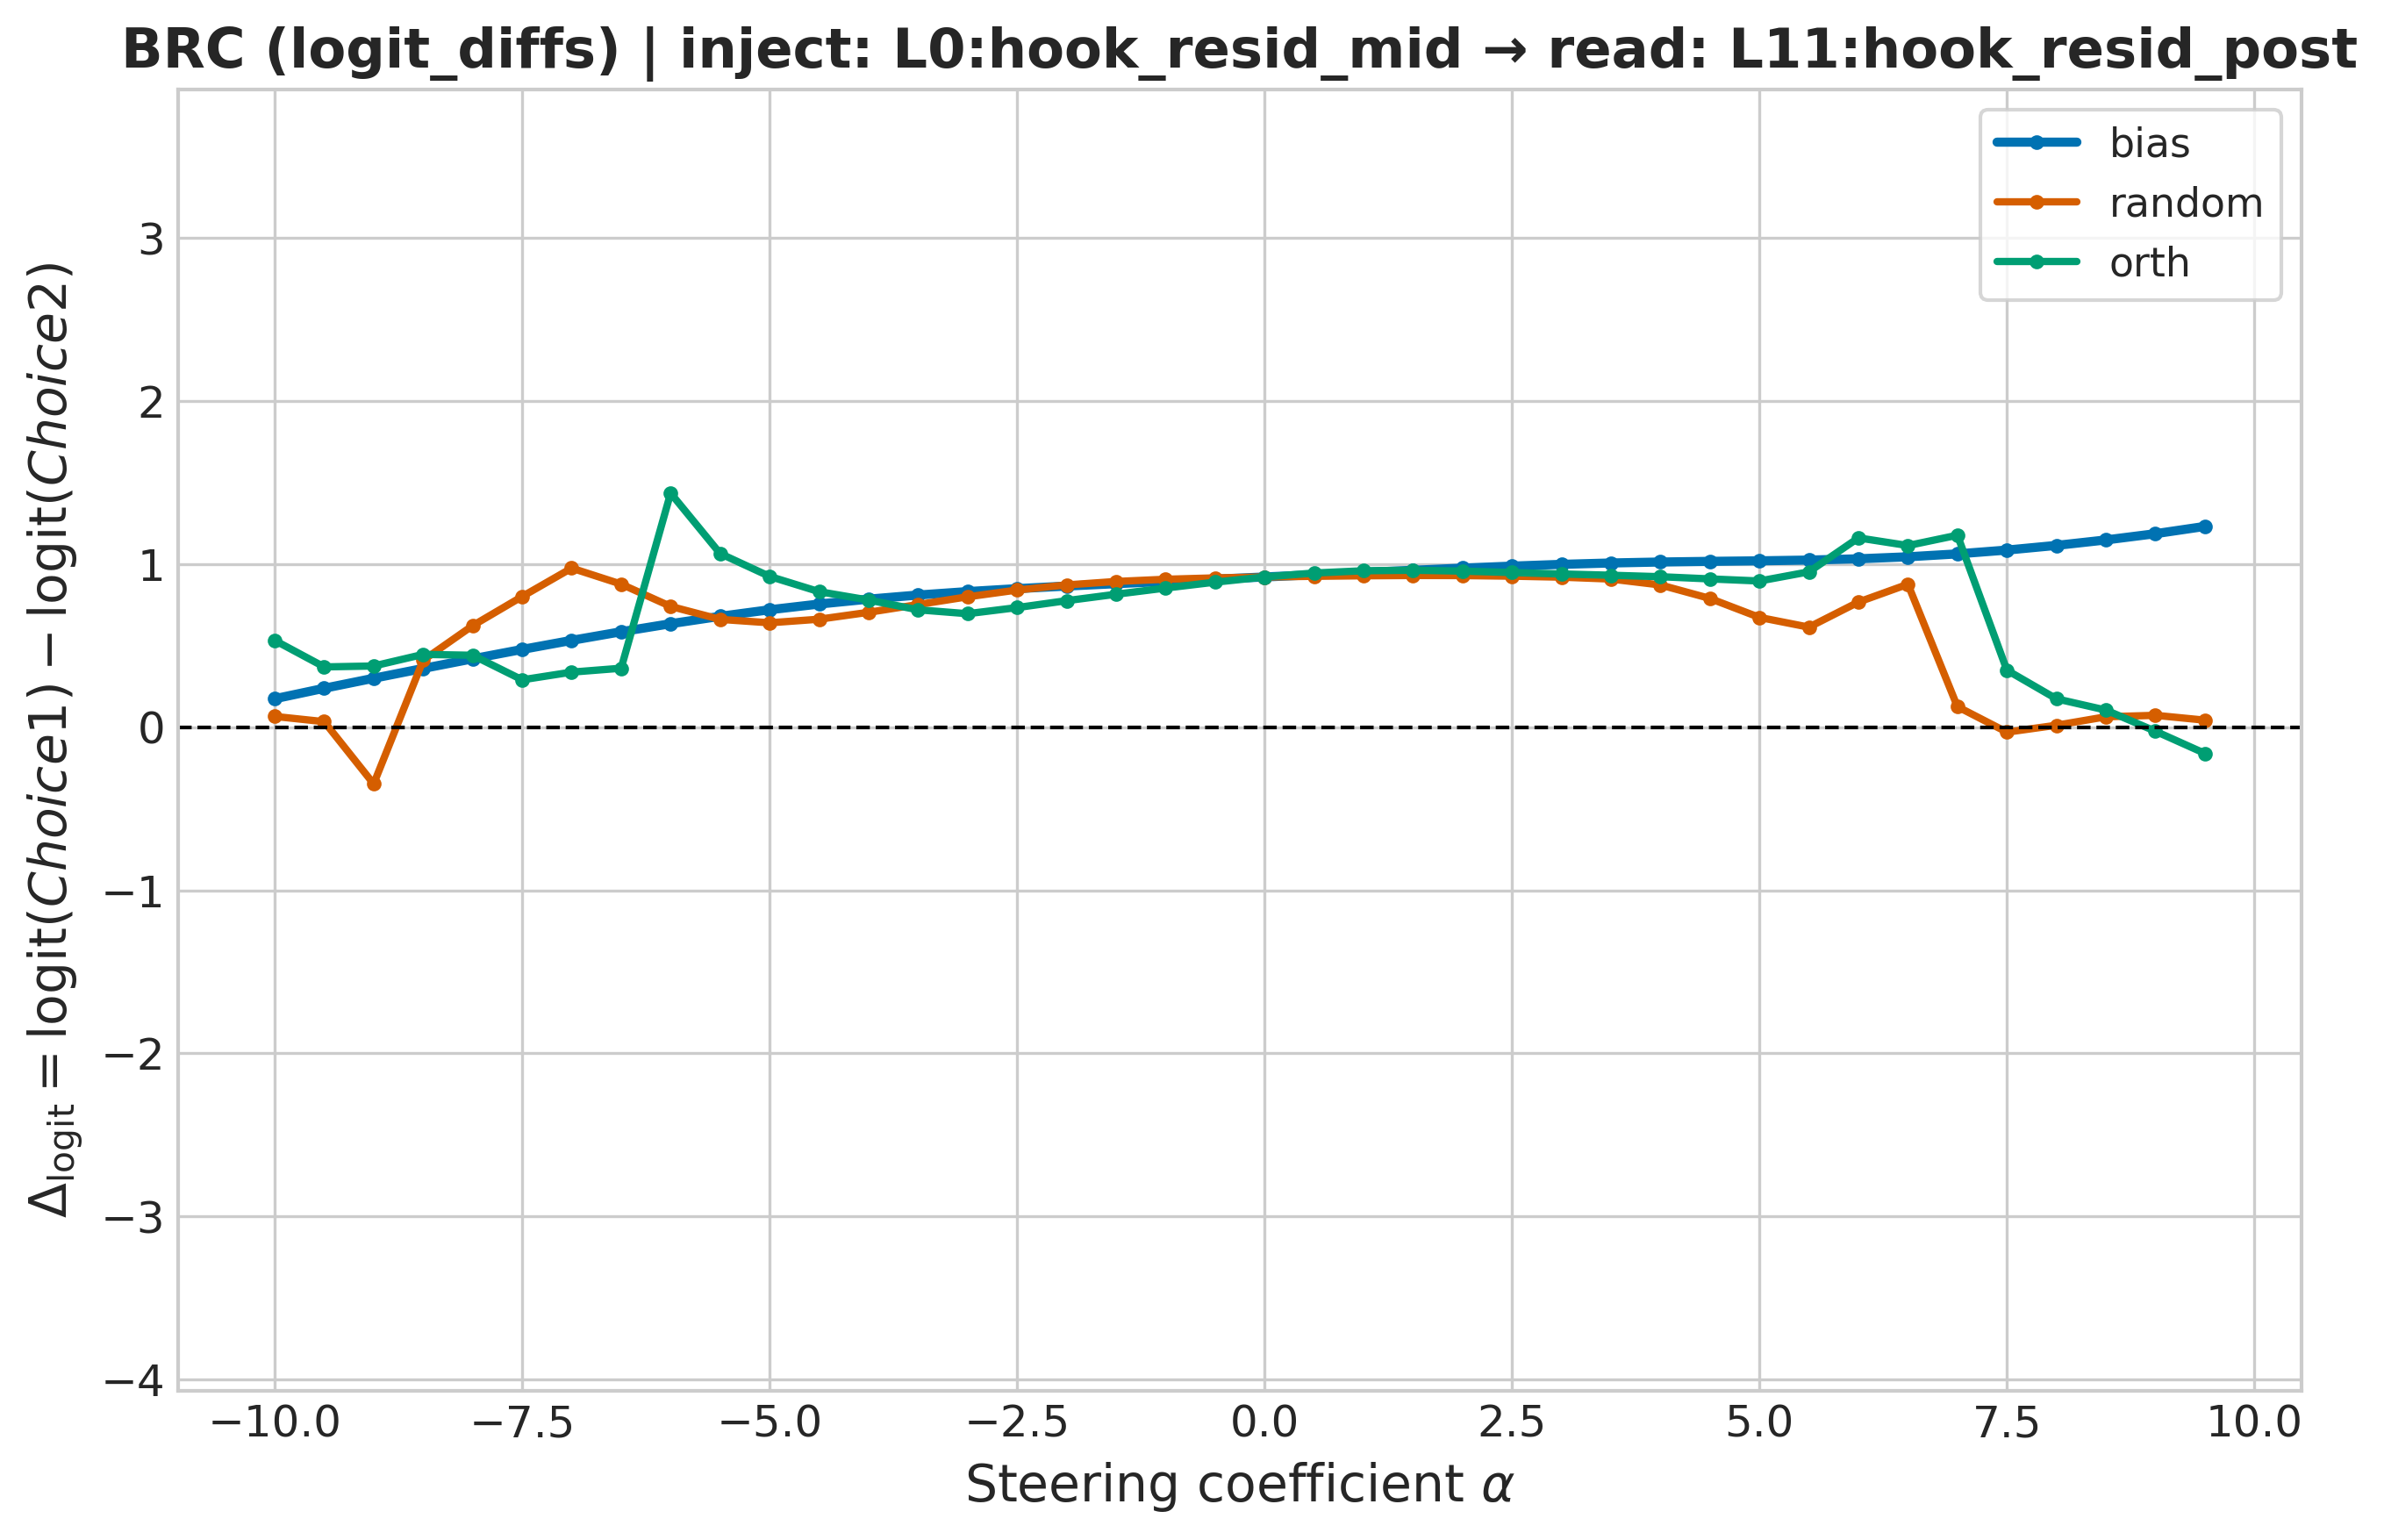 BRC (logit_diffs) | inject: L0:hook_resid_mid → read: L11:hook_resid_post
bias
random
orth
Δlogit = logit(Choice1) − logit(Choice2)
3
2
1
0
−1
−2
−3
−4
−10.0 −7.5 −5.0 −2.5 0.0 2.5 5.0 7.5 10.0
Steering coefficient α